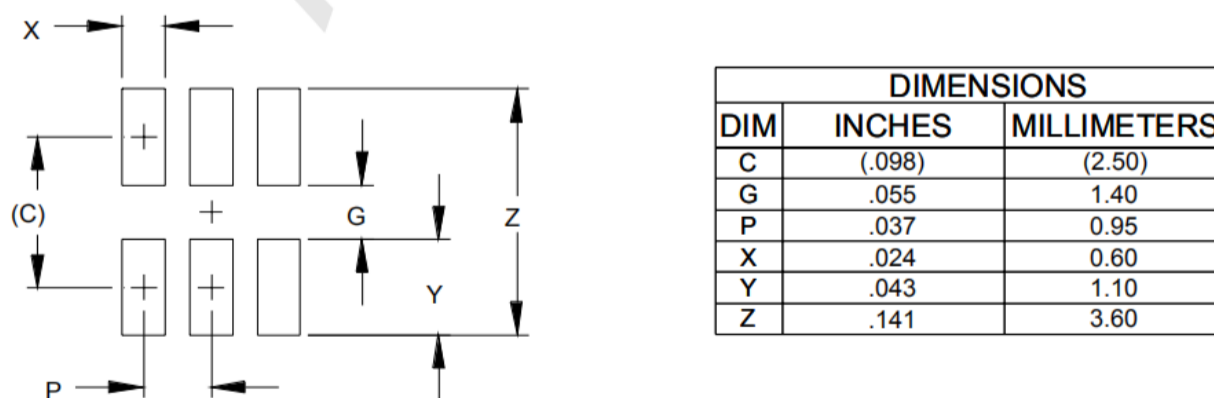 X
(C)
G
Z
Y
P
DIMENSIONS
DIM INCHES MILLIMETERS
C (.098) (2.50)
G .055 1.40
P .037 0.95
X .024 0.60
Y .043 1.10
Z .141 3.60